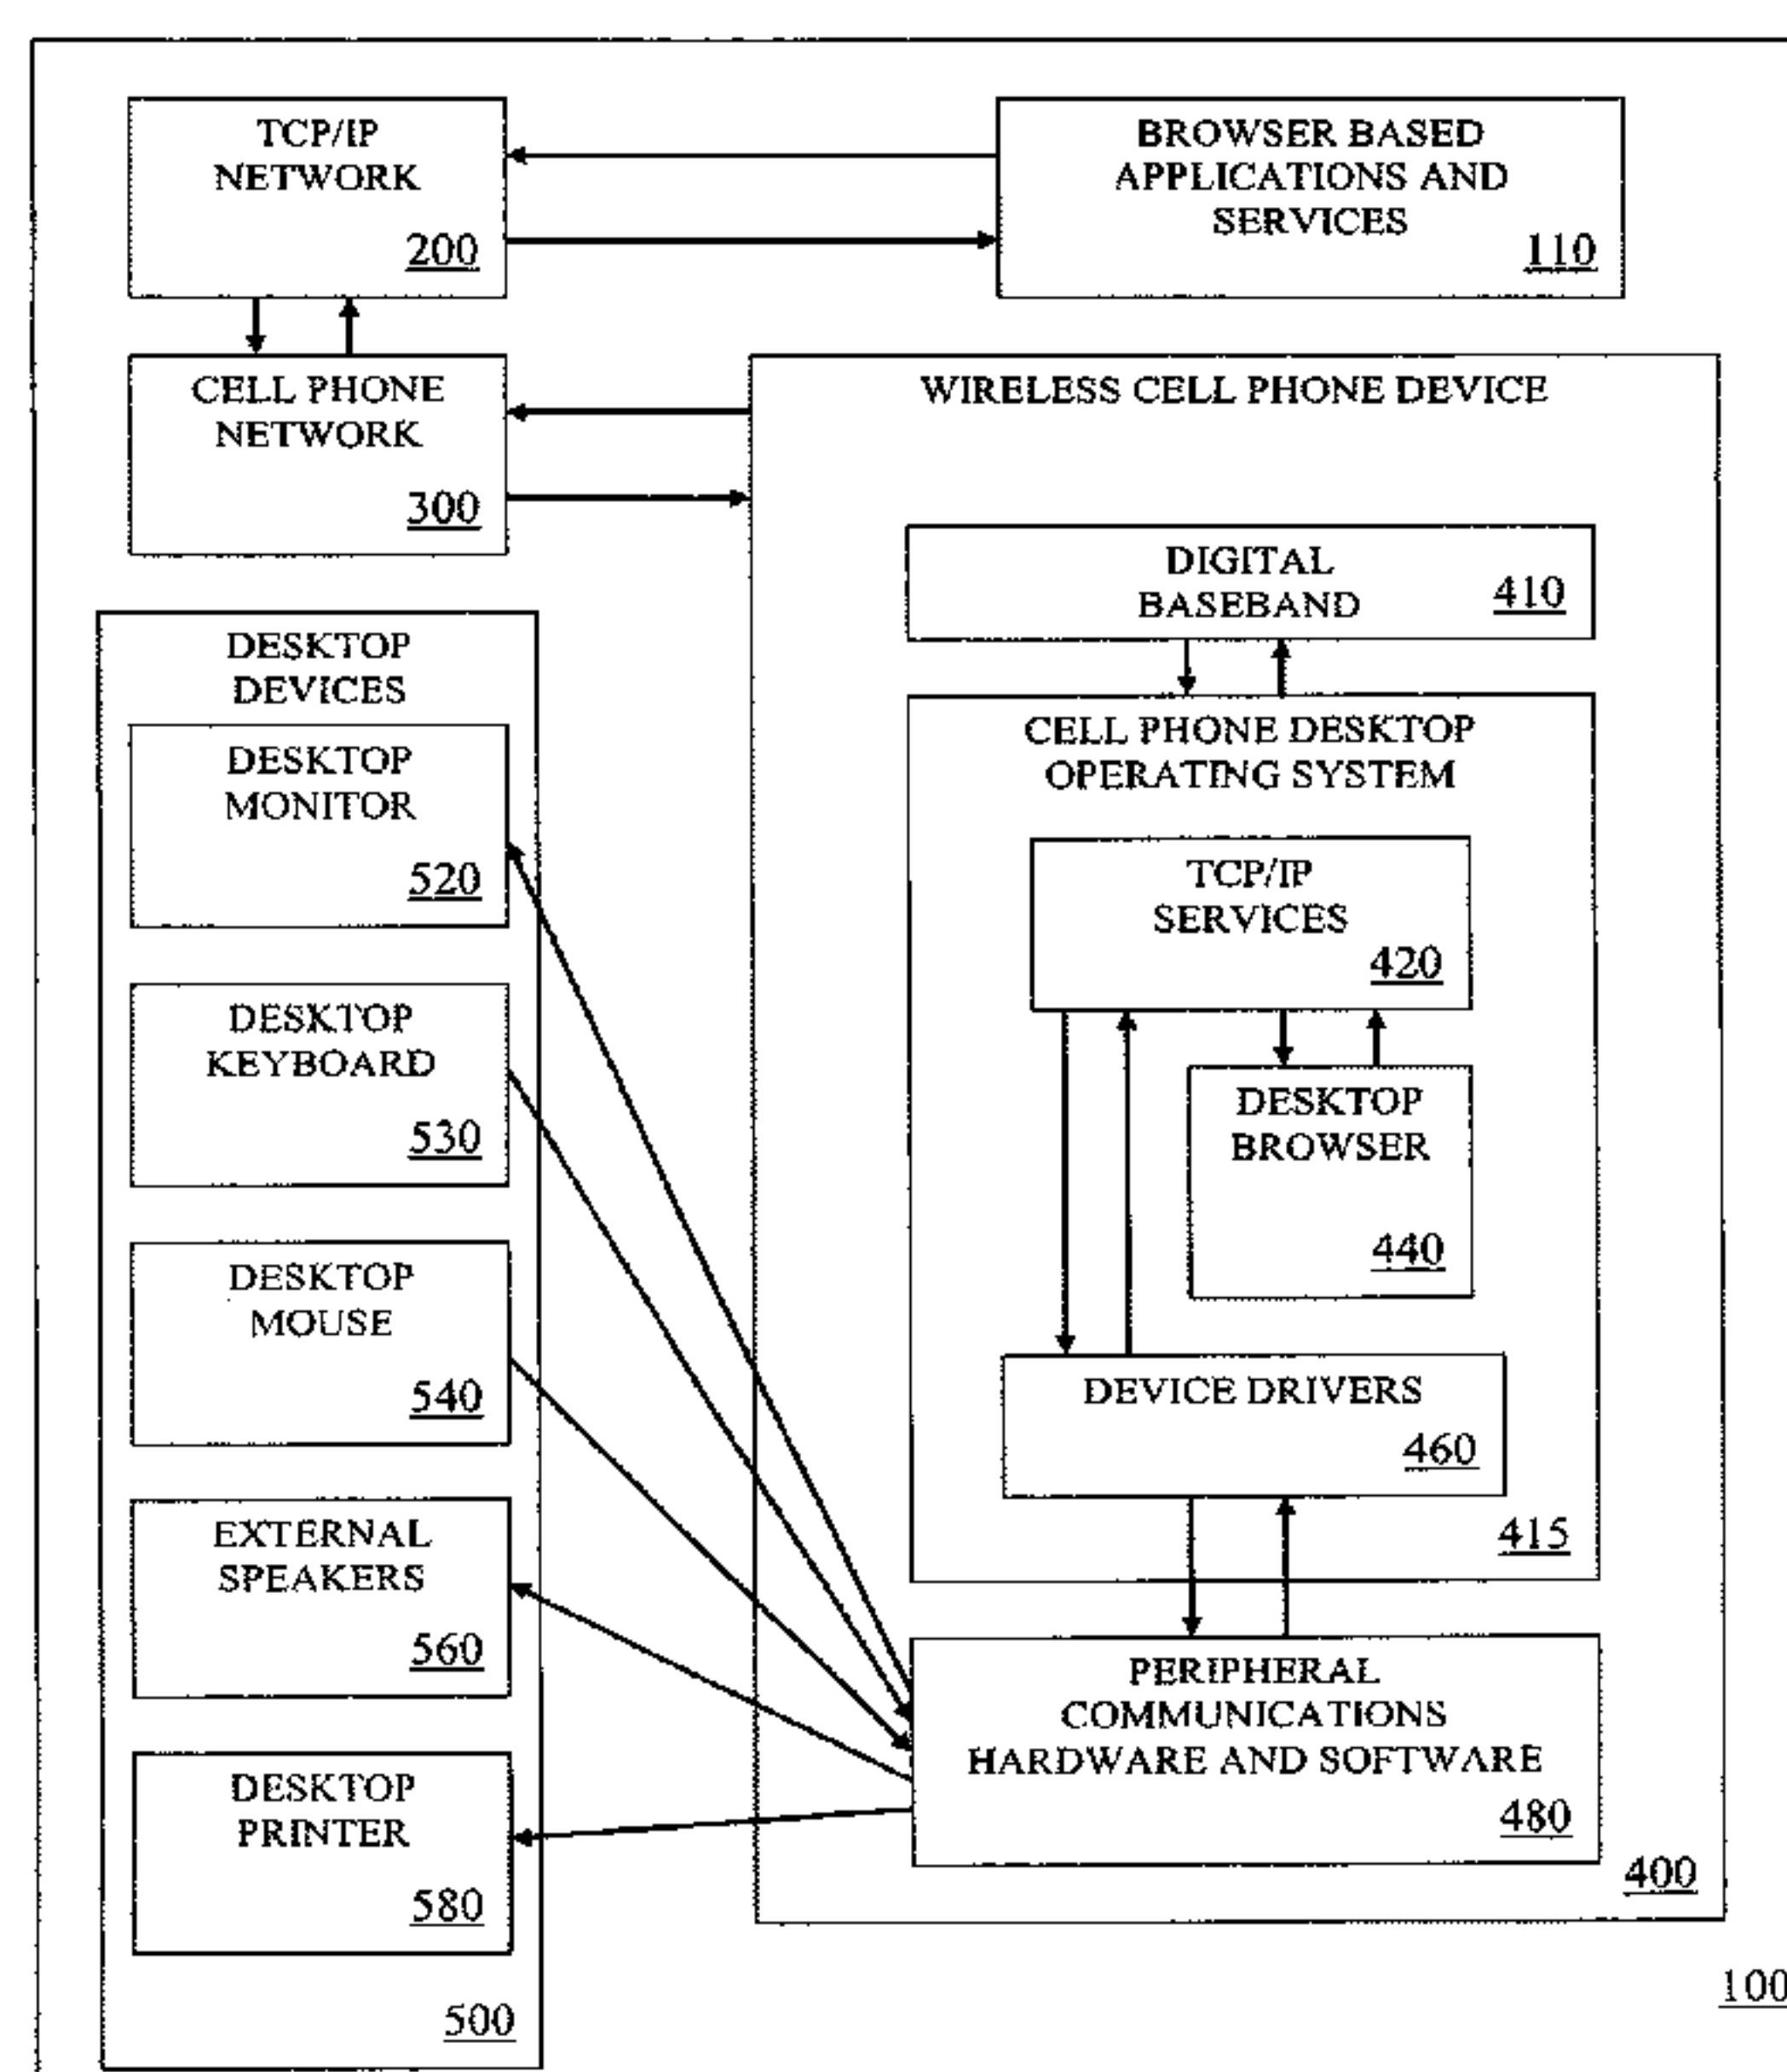 TCP/IP
NETWORK
200
BROWSER BASED
APPLICATIONS AND
SERVICES
110
CELL PHONE
NETWORK
300
WIRELESS CELL PHONE DEVICE
DIGITAL
BASEBAND
410
CELL PHONE DESKTOP
OPERATING SYSTEM
TCP/IP
SERVICES
420
DESKTOP
BROWSER
440
DEVICE DRIVERS
460
415
PERIPHERAL
COMMUNICATIONS
HARDWARE AND SOFTWARE
480
400
DESKTOP
DEVICES
DESKTOP
MONITOR
520
DESKTOP
KEYBOARD
530
DESKTOP
MOUSE
540
EXTERNAL
SPEAKERS
560
DESKTOP
PRINTER
580
500
100